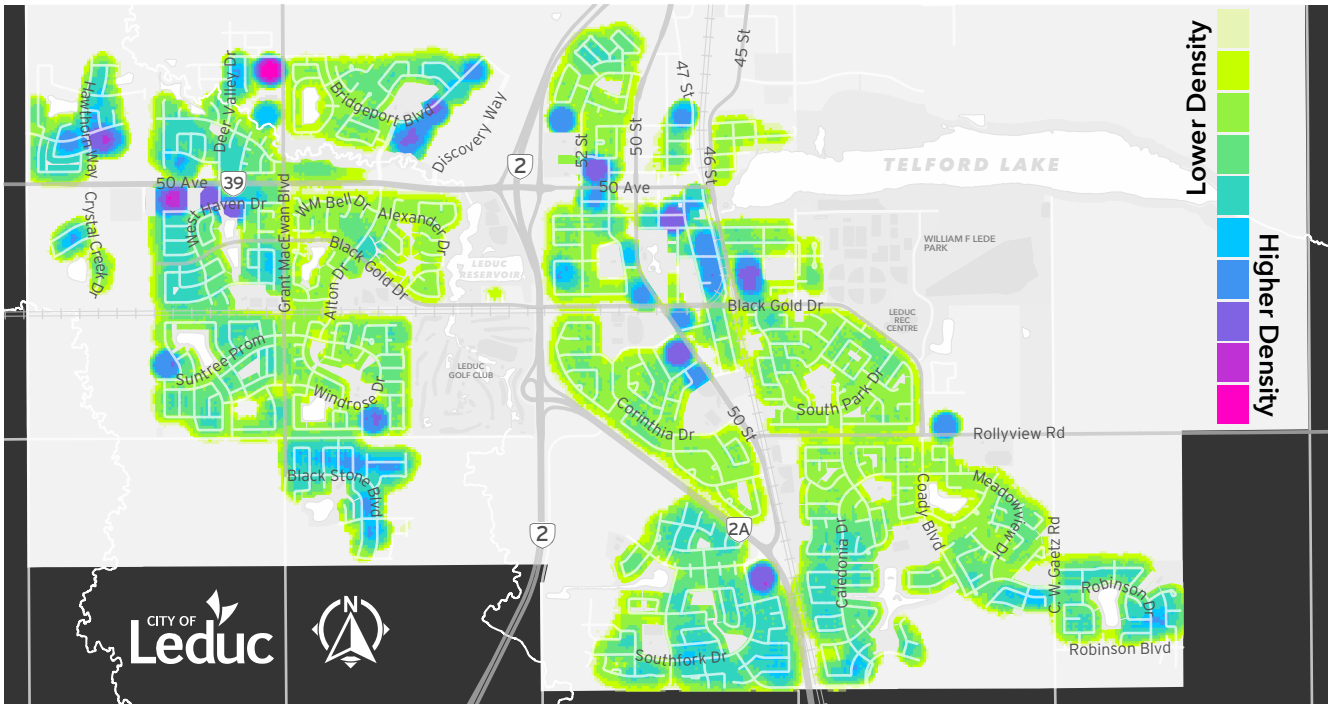 Hawthorn Way
Deer Valley Dr
Bridgeport Blvd
Discovery Way
2
52 St
50 St
47 St
45 St
46 St
TELFORD LAKE
Lower Density
Higher Density
50 Ave
39
50 Ave
Crystal Creek Dr
West Haven Dr
Grant MacEwan Blvd
WM Bell Dr
Alexander Dr
Black Gold Dr
Alton Dr
LEDUC
RESERVOIR
WILLIAM F LEDE
PARK
Black Gold Dr
LEDUC
REC
CENTRE
Suntree Prom
Windrose Dr
LEDUC
GOLF CLUB
Corinthia Dr
50 St
South Park Dr
Rollyview Rd
Black Stone Blvd
2
2A
Caledonia Dr
Coady Blvd
Meadowview Dr
C. W. Gaetz Rd
Robinson Dr
Robinson Blvd
Southfork Dr
CITY OF
Leduc
N